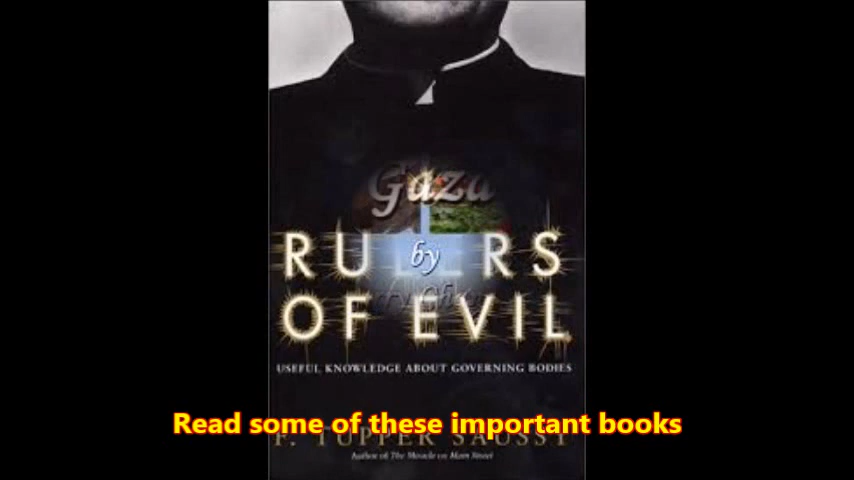 Gaza
RULERS
by
OF EVIL
USEFUL KNOWLEDGE ABOUT GOVERNING BODIES
Read some of these important books
F. TUPPER SAUSSY
Author of The Miracle on Main Street